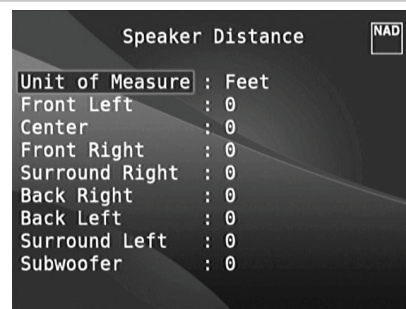 Speaker Distance
NAD
Unit of Measure : Feet
Front Left : 0
Center : 0
Front Right : 0
Surround Right : 0
Back Right : 0
Back Left : 0
Surround Left : 0
Subwoofer : 0